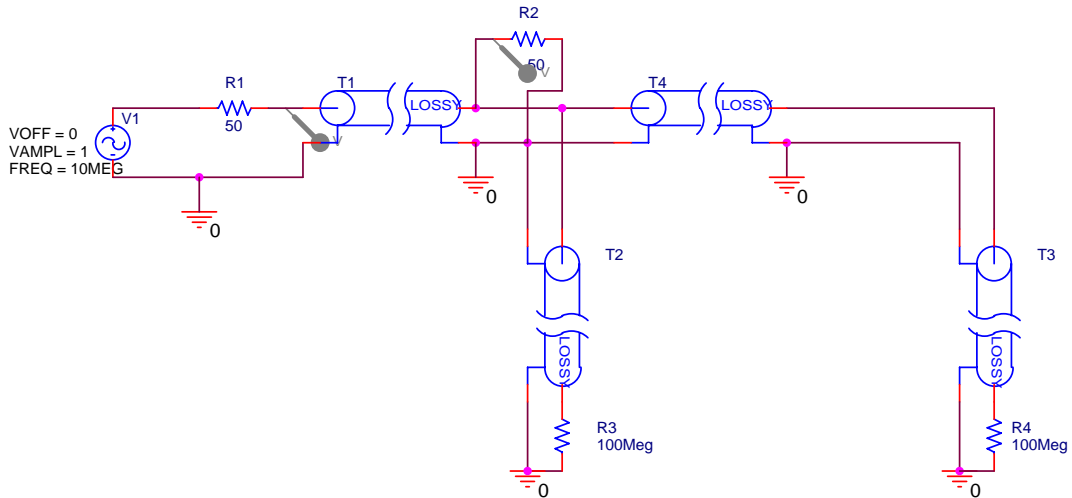 R2
50
V
R1
50
T1
LOSSY
T4
LOSSY
V1
VOFF = 0
VAMPL = 1
FREQ = 10MEG
V
0
0
0
T2
LOSSY
R3
100Meg
0
T3
LOSSY
R4
100Meg
0